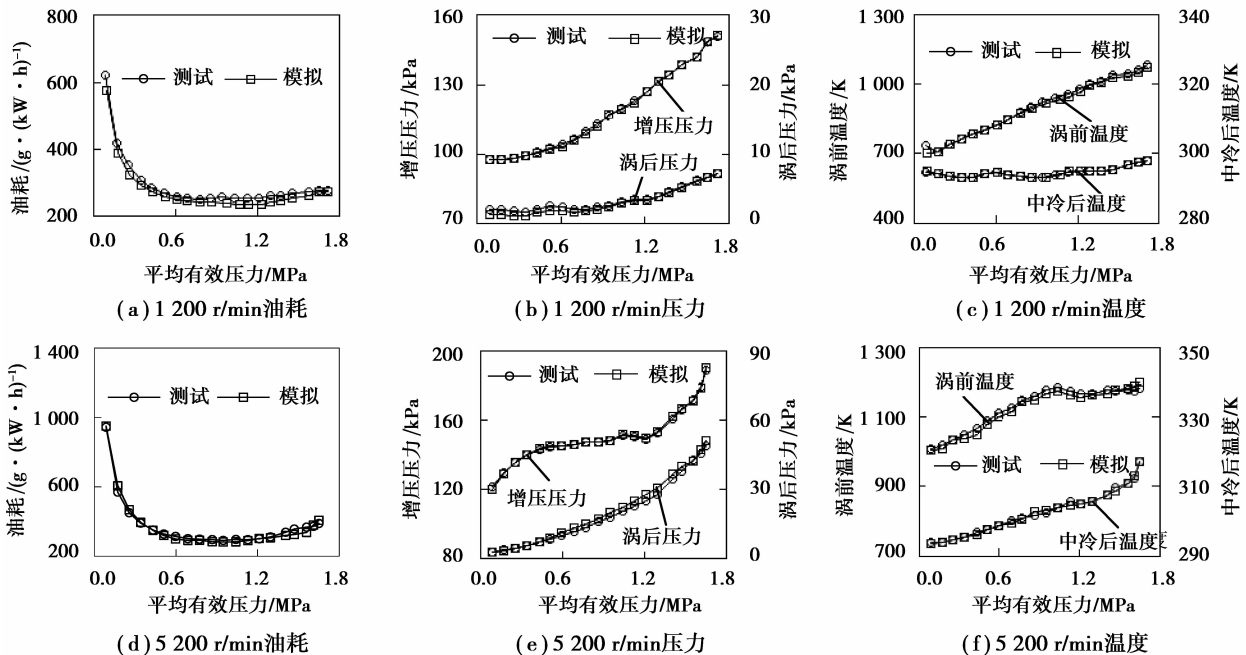 800
600
400
200
油耗/(g·(kW·h)⁻¹)
测试 模拟
0.0 0.6 1.2 1.8
平均有效压力/MPa
(a)1 200 r/min油耗
160
130
100
70
增压压力/kPa
测试 模拟
增压压力
涡后压力
30
20
10
0
涡后压力/kPa
0.0 0.6 1.2 1.8
平均有效压力/MPa
(b)1 200 r/min压力
1 300
1 000
700
400
涡前温度/K
测试 模拟
涡前温度
中冷后温度
340
320
300
280
中冷后温度/K
0.0 0.6 1.2 1.8
平均有效压力/MPa
(c)1 200 r/min温度
1 400
1 000
600
200
油耗/(g·(kW·h)⁻¹)
测试 模拟
0.0 0.6 1.2 1.8
平均有效压力/MPa
(d)5 200 r/min油耗
200
160
120
80
增压压力/kPa
测试 模拟
增压压力
涡后压力
90
60
30
0
涡后压力/kPa
0.0 0.6 1.2 1.8
平均有效压力/MPa
(e)5 200 r/min压力
1 300
1 100
900
700
涡前温度/K
涡前温度
测试 模拟
中冷后温度
350
330
310
290
中冷后温度/K
0.0 0.6 1.2 1.8
平均有效压力/MPa
(f)5 200 r/min温度